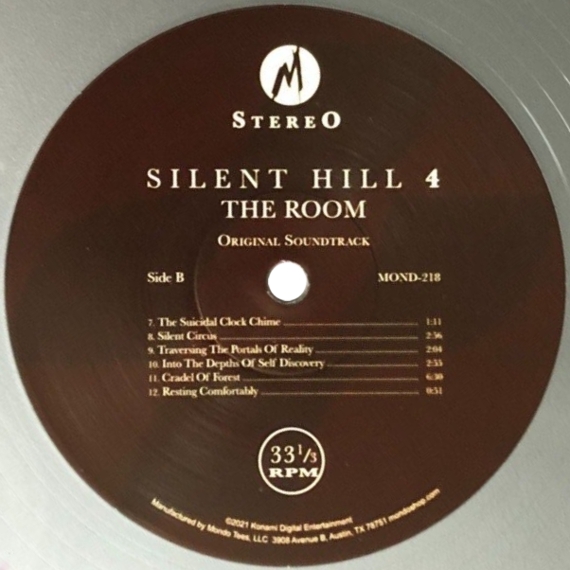 M
STEREO
SILENT HILL 4
THE ROOM
ORIGINAL SOUNDTRACK
Side B MOND-218
7. The Suicidal Clock Chime 1:11
8. Silent Circus 2:56
9. Traversing The Portals Of Reality 2:04
10. Into The Depths Of Self Discovery 2:55
11. Cradel Of Forest 6:30
12. Resting Comfortably 0:51
33 1/3
RPM
©2021 Konami Digital Entertainment
Manufactured by Mondo Tees, LLC 3908 Avenue B, Austin, TX 78751 mondoshop.com